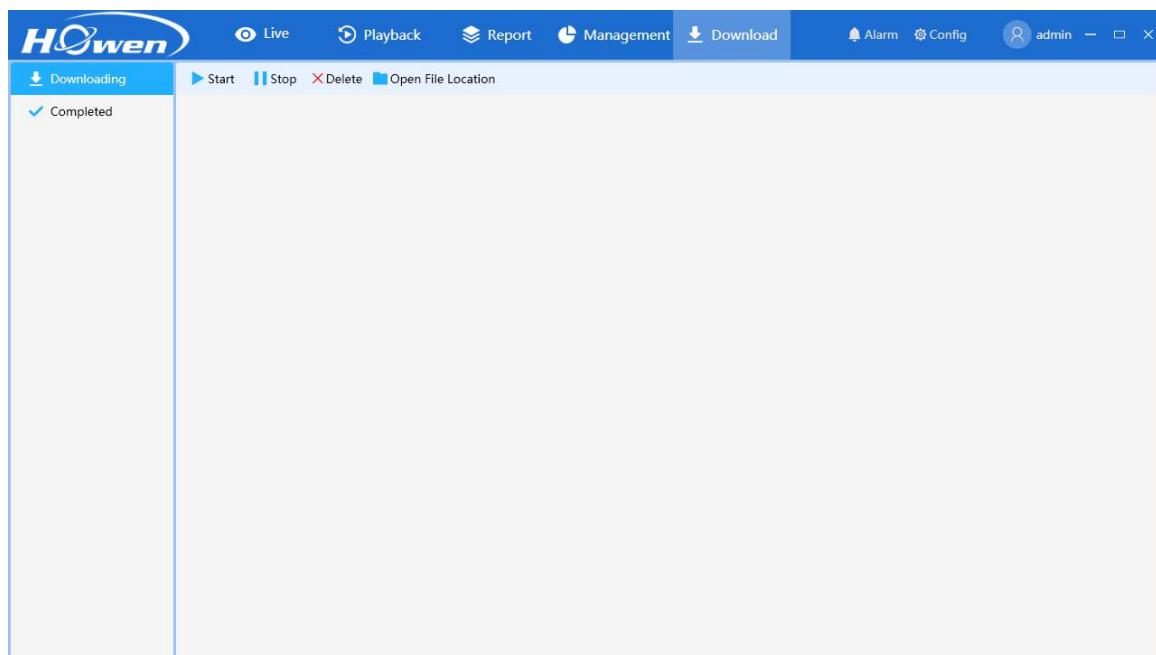 Howen Live Playback Report Management Download Alarm Config admin
Downloading Start Stop Delete Open File Location
Completed